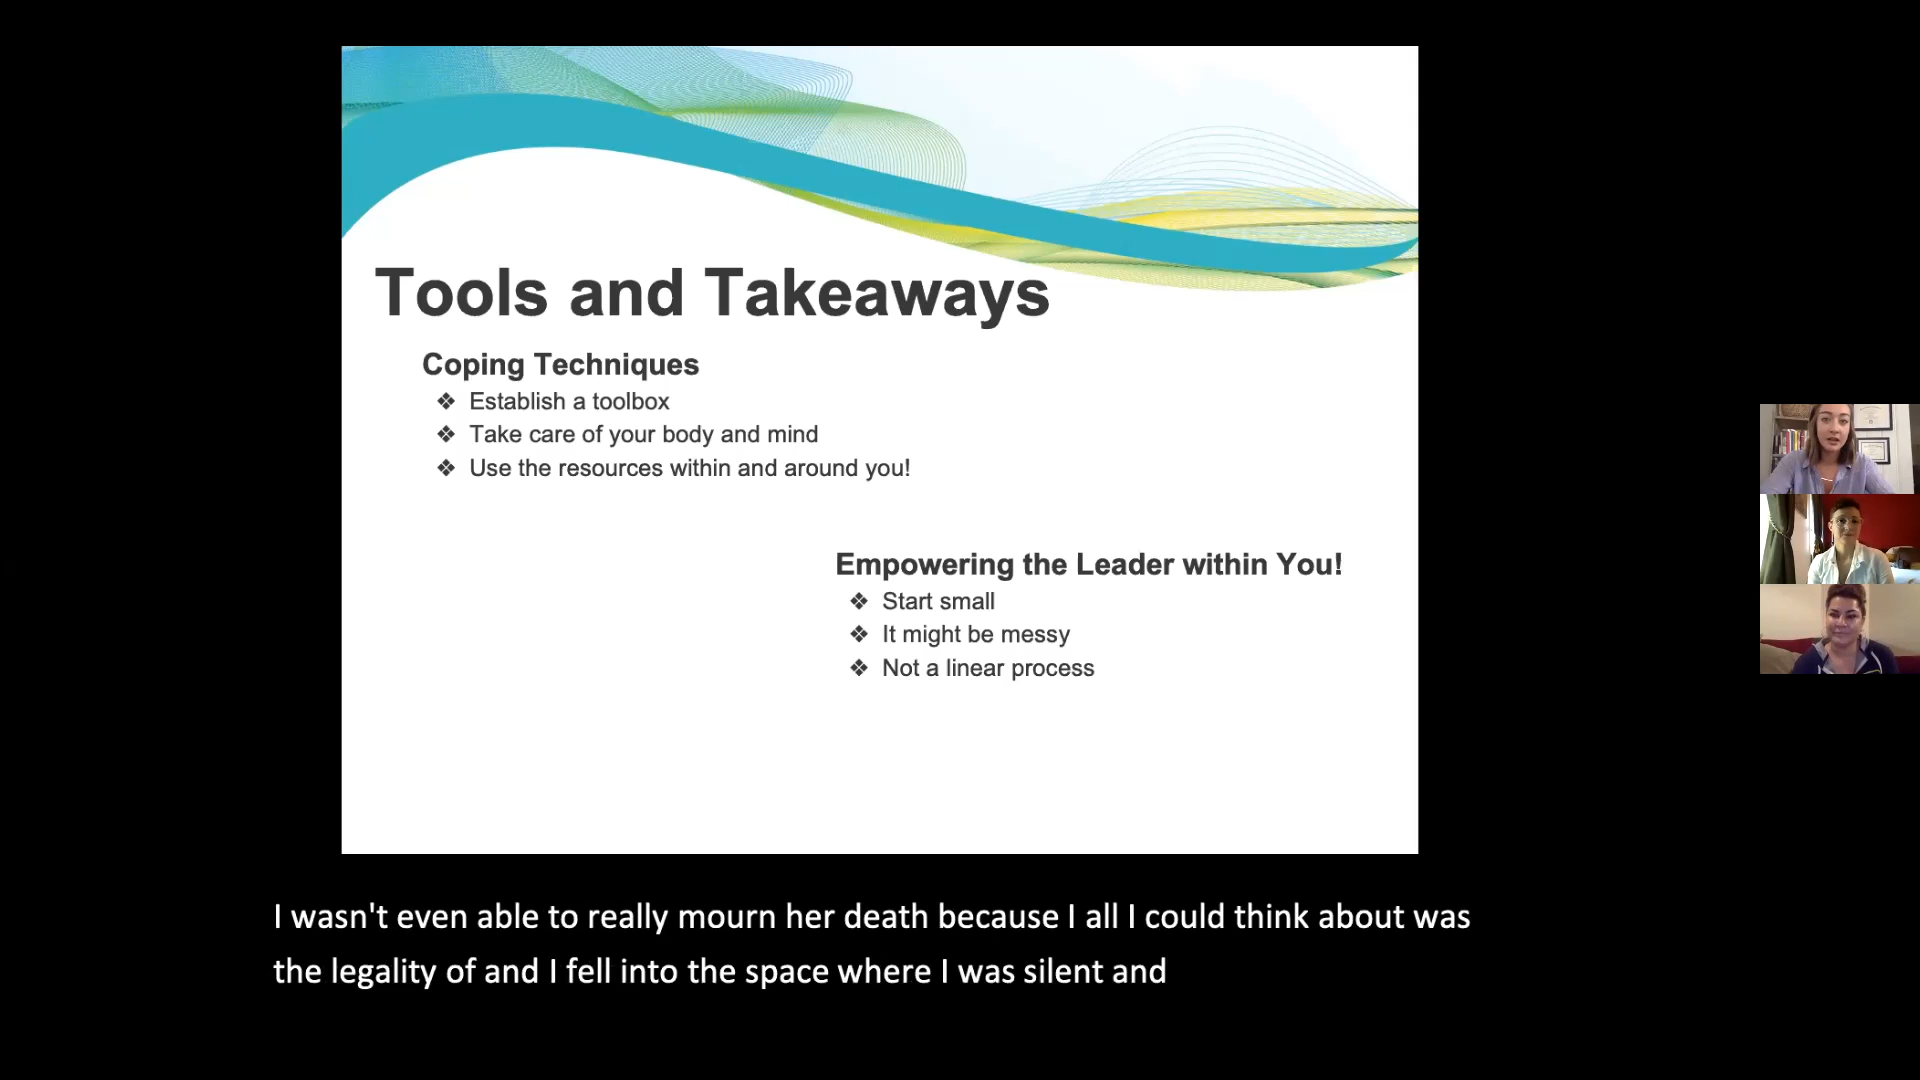 Tools and Takeaways
Coping Techniques
❖ Establish a toolbox
❖ Take care of your body and mind
❖ Use the resources within and around you!
Empowering the Leader within You!
❖ Start small
❖ It might be messy
❖ Not a linear process
I wasn't even able to really mourn her death because I all I could think about was
the legality of and I fell into the space where I was silent and